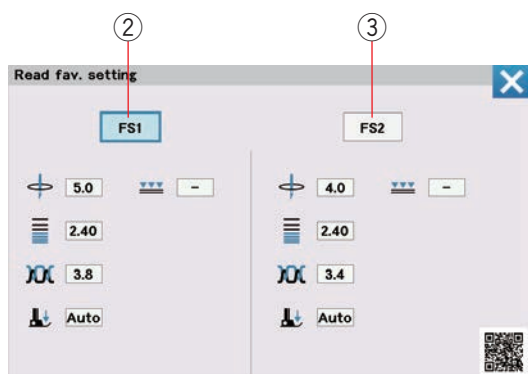 ② ③
Read fav. setting
FS1 FS2
5.0 - 4.0 -
2.40 2.40
3.8 3.4
Auto Auto